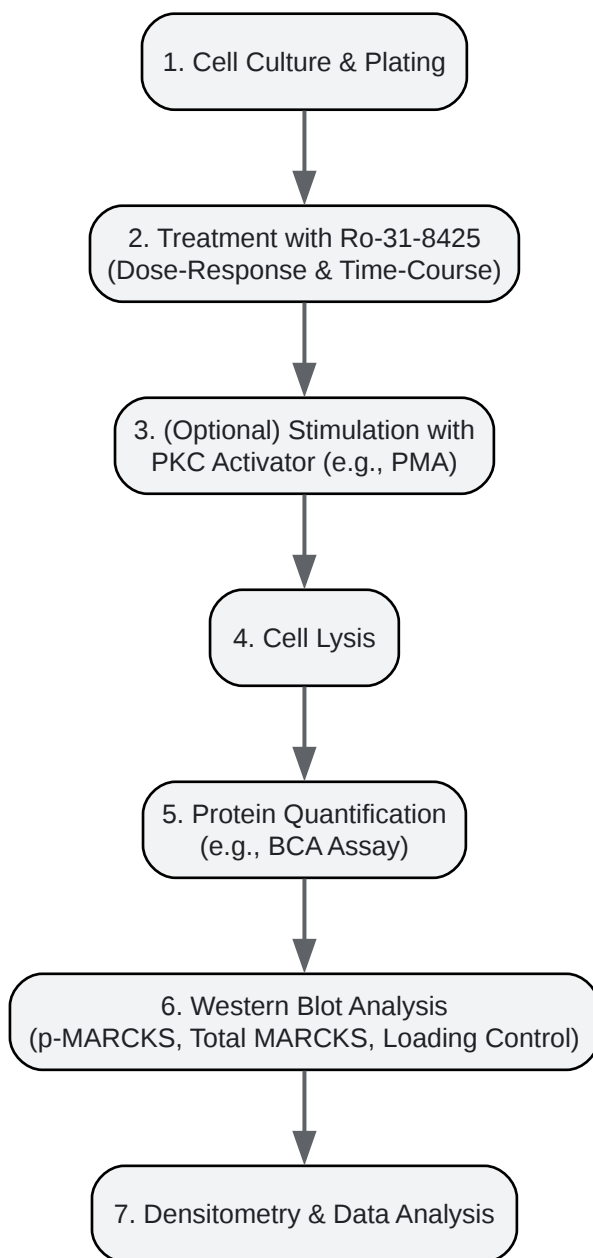 1. Cell Culture & Plating
2. Treatment with Ro-31-8425
(Dose-Response & Time-Course)
3. (Optional) Stimulation with
PKC Activator (e.g., PMA)
4. Cell Lysis
5. Protein Quantification
(e.g., BCA Assay)
6. Western Blot Analysis
(p-MARCKS, Total MARCKS, Loading Control)
7. Densitometry & Data Analysis